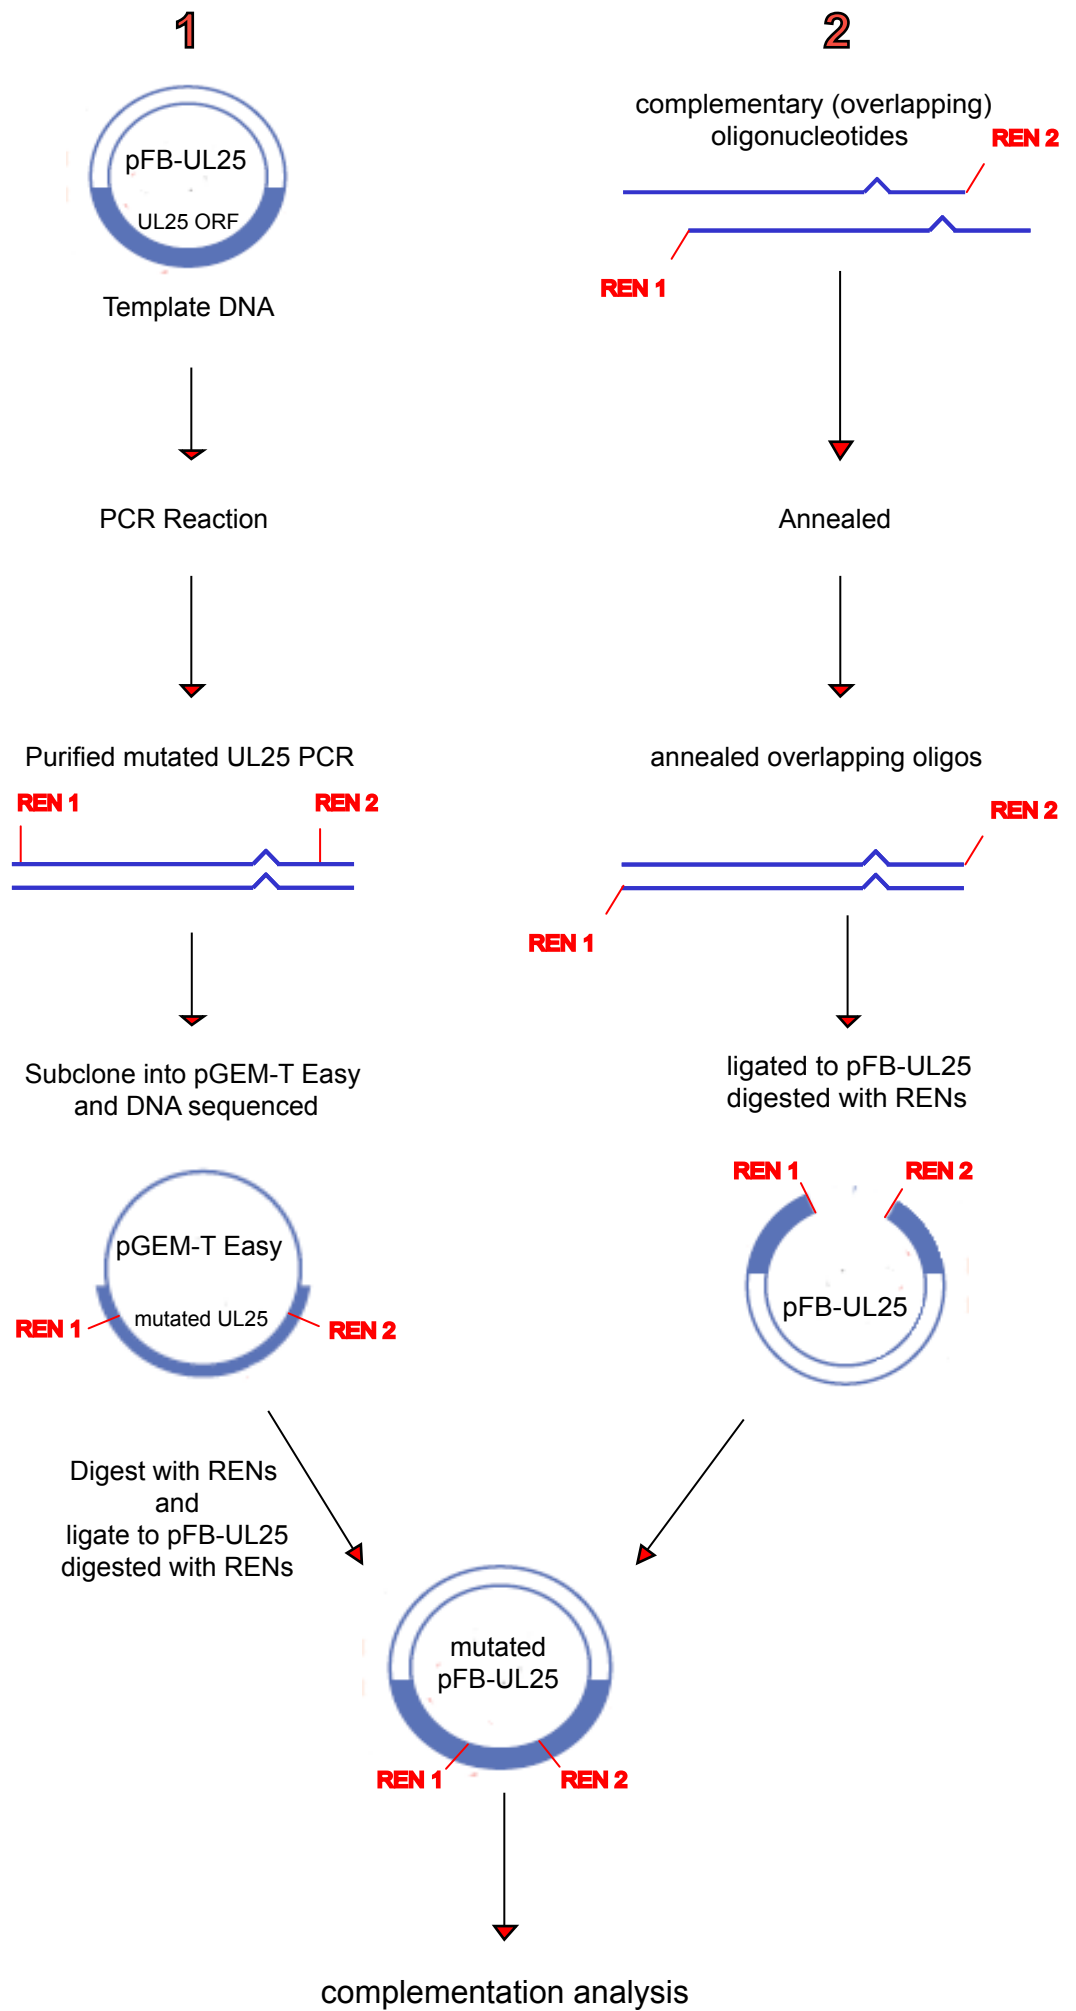 1
pFB-UL25
UL25 ORF
Template DNA
PCR Reaction
Purified mutated UL25 PCR
REN 1
REN 2
Subclone into pGEM-T Easy
and DNA sequenced
pGEM-T Easy
mutated UL25
REN 1
REN 2
Digest with RENs
and
ligate to pFB-UL25
digested with RENs
2
complementary (overlapping)
oligonucleotides
REN 2
REN 1
Annealed
annealed overlapping oligos
REN 2
REN 1
ligated to pFB-UL25
digested with RENs
REN 1
REN 2
pFB-UL25
mutated
pFB-UL25
REN 1
REN 2
complementation analysis